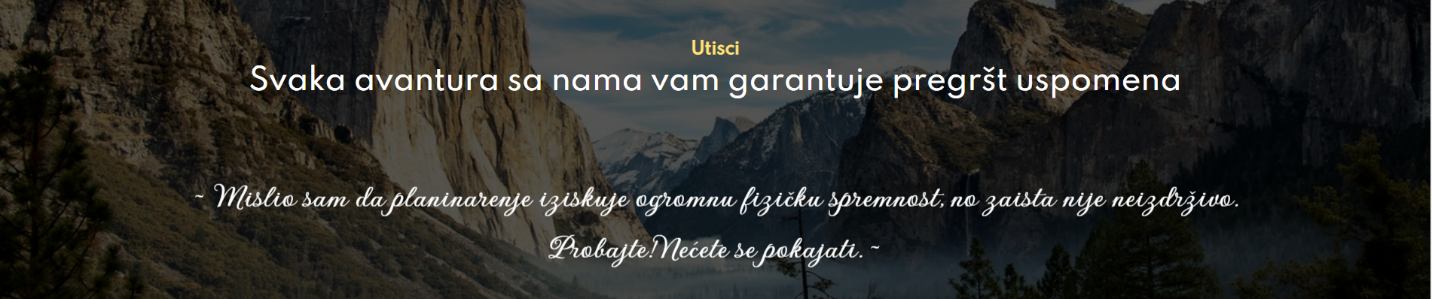 Utisci
Svaka avantura sa nama vam garantuje pregršt uspomena
~ Mislio sam da planinarenje iziskuje ogromnu fizičku spremnost, no zaista nije neizdrživo.
Probajte!Nećete se pokajati. ~